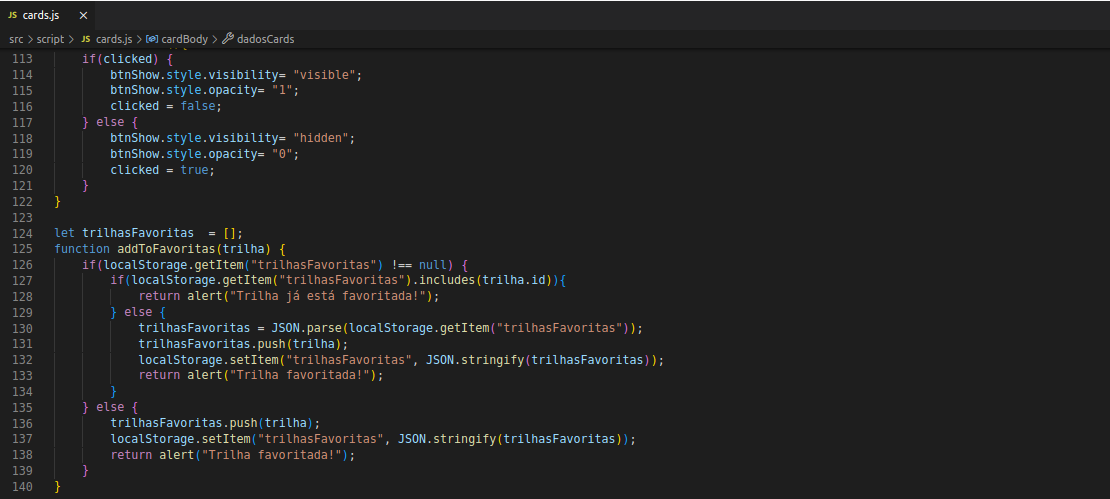 JS cards.js ×
src > script > JS cards.js > cardBody > dadosCards
113 if(clicked) {
114 btnShow.style.visibility= "visible";
115 btnShow.style.opacity= "1";
116 clicked = false;
117 } else {
118 btnShow.style.visibility= "hidden";
119 btnShow.style.opacity= "0";
120 clicked = true;
121 }
122 }
123
124 let trilhasFavoritas  = [];
125 function addToFavoritas(trilha) {
126 if(localStorage.getItem("trilhasFavoritas") !== null) {
127 if(localStorage.getItem("trilhasFavoritas").includes(trilha.id)){
128 return alert("Trilha já está favoritada!");
129 } else {
130 trilhasFavoritas = JSON.parse(localStorage.getItem("trilhasFavoritas"));
131 trilhasFavoritas.push(trilha);
132 localStorage.setItem("trilhasFavoritas", JSON.stringify(trilhasFavoritas));
133 return alert("Trilha favoritada!");
134 }
135 } else {
136 trilhasFavoritas.push(trilha);
137 localStorage.setItem("trilhasFavoritas", JSON.stringify(trilhasFavoritas));
138 return alert("Trilha favoritada!");
139 }
140 }